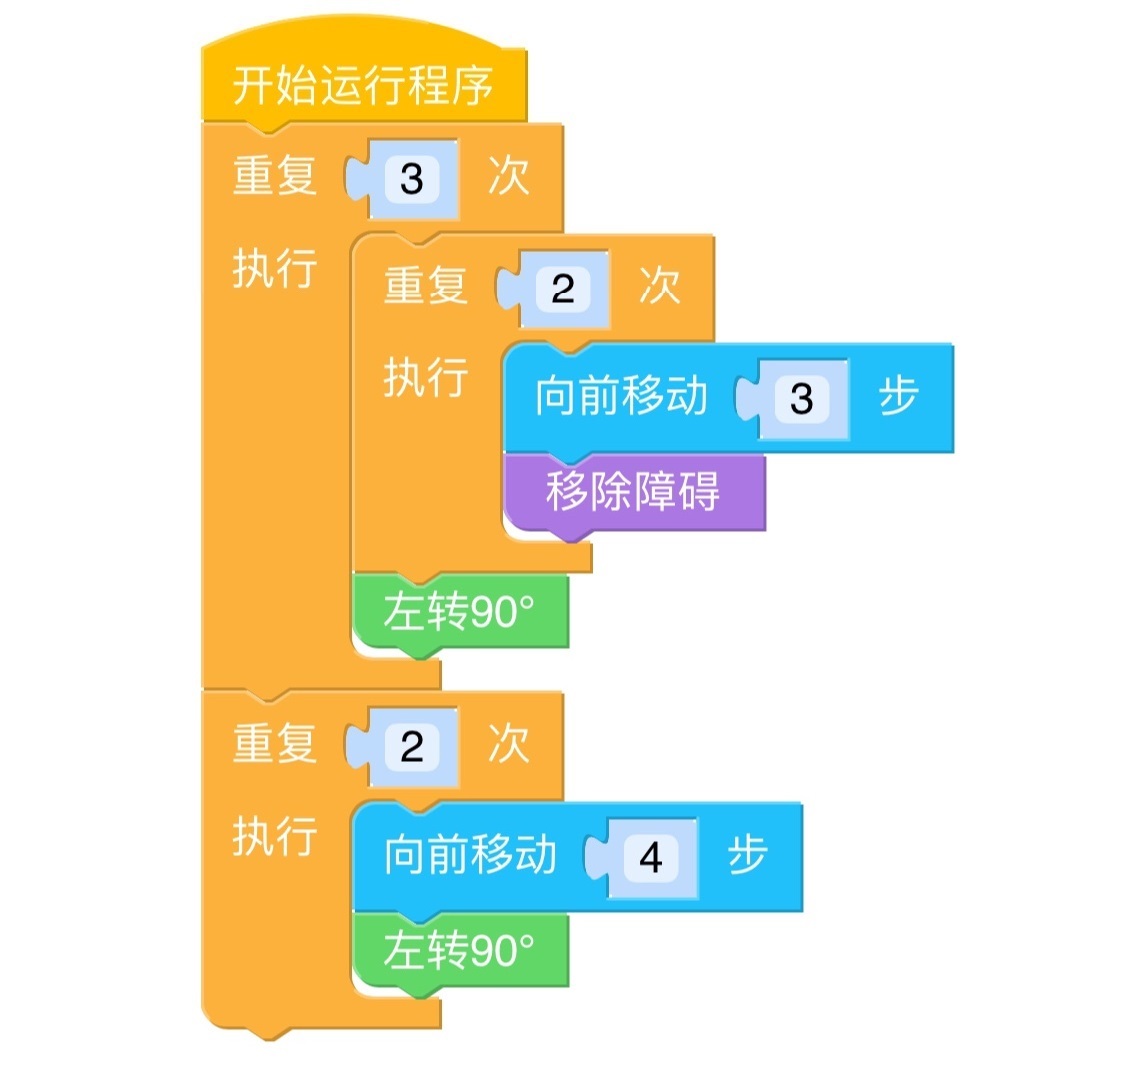 开始运行程序
重复 3 次
执行
重复 2 次
执行
向前移动 3 步
移除障碍
左转90°
重复 2 次
执行
向前移动 4 步
左转90°